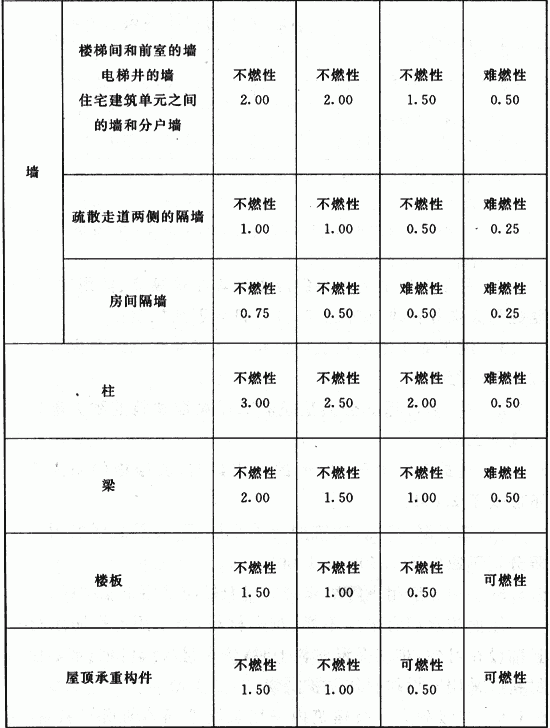 墙
楼梯间和前室的墙
电梯井的墙
住宅建筑单元之间
的墙和分户墙
不燃性
2.00
不燃性
2.00
不燃性
1.50
难燃性
0.50
疏散走道两侧的隔墙
不燃性
1.00
不燃性
1.00
不燃性
0.50
难燃性
0.25
房间隔墙
不燃性
0.75
不燃性
0.50
难燃性
0.50
难燃性
0.25
柱
不燃性
3.00
不燃性
2.50
不燃性
2.00
难燃性
0.50
梁
不燃性
2.00
不燃性
1.50
不燃性
1.00
难燃性
0.50
楼板
不燃性
1.50
不燃性
1.00
不燃性
0.50
可燃性
屋顶承重构件
不燃性
1.50
不燃性
1.00
可燃性
0.50
可燃性